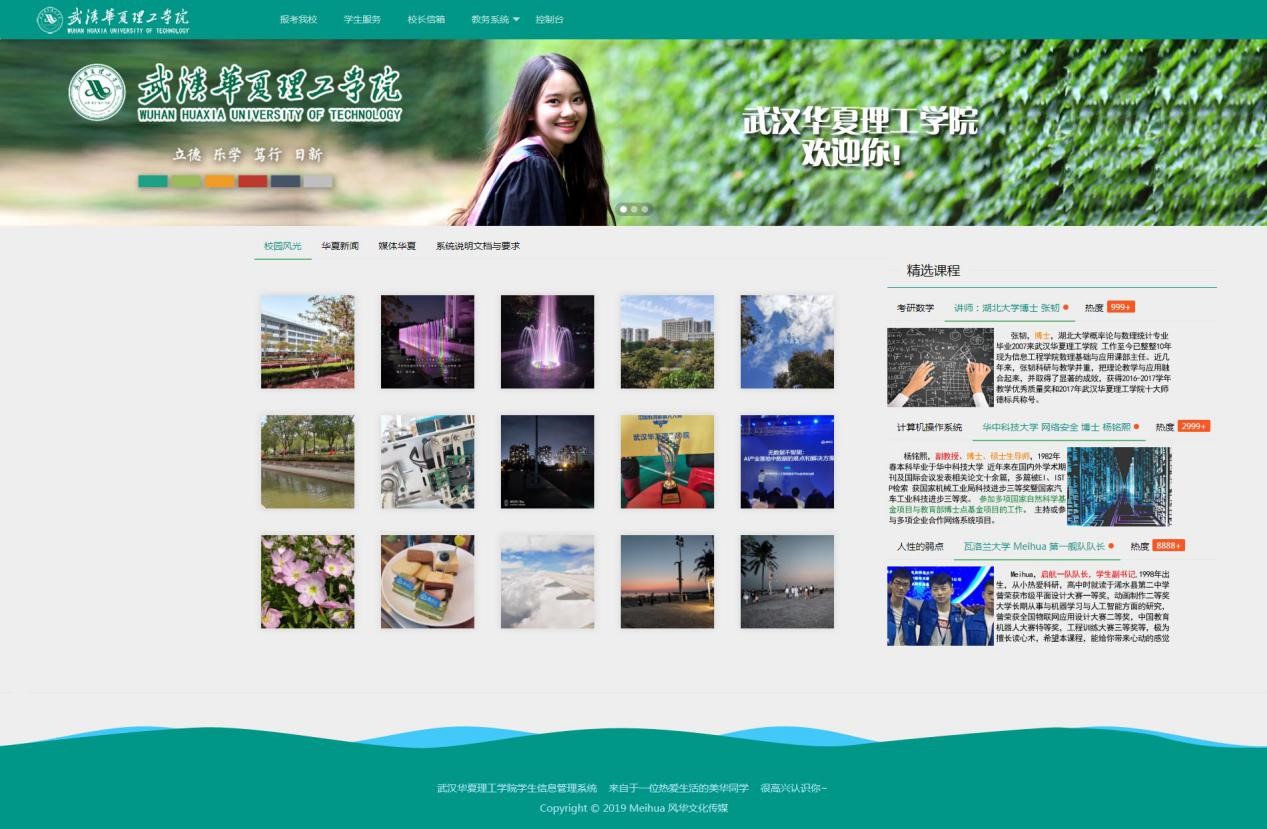 武漢華夏理工学院
WUHAN HUAXIA UNIVERSITY OF TECHNOLOGY
报考我校
学生服务
校长信箱
教务系统
控制台
武漢華夏理工学院
WUHAN HUAXIA UNIVERSITY OF TECHNOLOGY
立德 乐学 笃行 日新
武汉华夏理工学院
欢迎你!
校园风光
华夏新闻
媒体华夏
系统说明文档与要求
精选课程
考研数学
讲师：湖北大学博士 张韧
热度 999+
张韧，博士，湖北大学概率论与数理统计专业
毕业2007来武汉华夏理工学院 工作至今已整整10年
现为信息工程学院数理基础与应用课部主任。近几
年来，张韧科研与教学并重，把理论教学与应用融
合起来，并取得了显著的成效，获得2016-2017学年
教学优秀质量奖和2017年武汉华夏理工学院十大师
德标兵称号。
计算机操作系统
华中科技大学 网络安全 博士 杨铭熙
热度 2999+
杨铭熙，副教授、博士、硕士生导师，1982年
春本科毕业于华中科技大学 近年来在国内外学术期
刊及国际会议发表相关论文十余篇，多篇被EI、IST
P检索 获国家机械工业局科技进步三等奖暨国家汽
车工业科技进步三等奖。 参加多项国家自然科学基
金项目与教育部博士点基金项目的工作。 主持或参
与多项企业合作网络系统项目。
人性的弱点
瓦洛兰大学 Meihua 第一舰队队长
热度 8888+
Meihua，启航一队队长，学生副书记,1998年出
生，从小热爱科研，高中时就读于浠水县第二中学
曾荣获市级平面设计大赛一等奖，动画制作二等奖
大学长期从事与机器学习与人工智能方面的研究，
曾荣获全国物联网应用设计大赛二等奖，中国教育
机器人大赛特等奖，工程训练大赛三等奖等，极为
擅长读心术，希望本课程，能给你带来心动的感觉
无数据不智能:
AI产业落地中数据的难点和解决方案
武汉华夏理工学院学生信息管理系统 来自于一位热爱生活的美华同学 很高兴认识你~
Copyright © 2019 Meihua 风华文化传媒